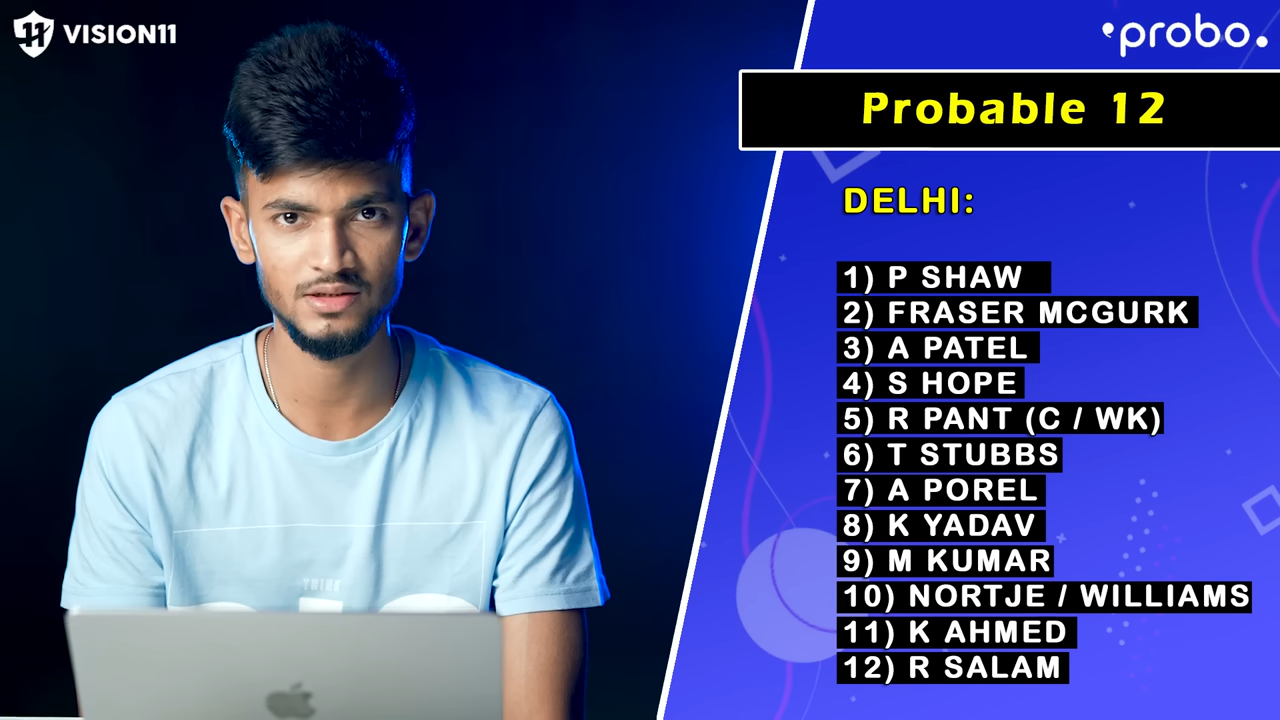 VISION11
probo.
Probable 12
DELHI:
1) P SHAW
2) FRASER MCGURK
3) A PATEL
4) S HOPE
5) R PANT (C / WK)
6) T STUBBS
7) A POREL
8) K YADAV
9) M KUMAR
10) NORTJE / WILLIAMS
11) K AHMED
12) R SALAM
THINK